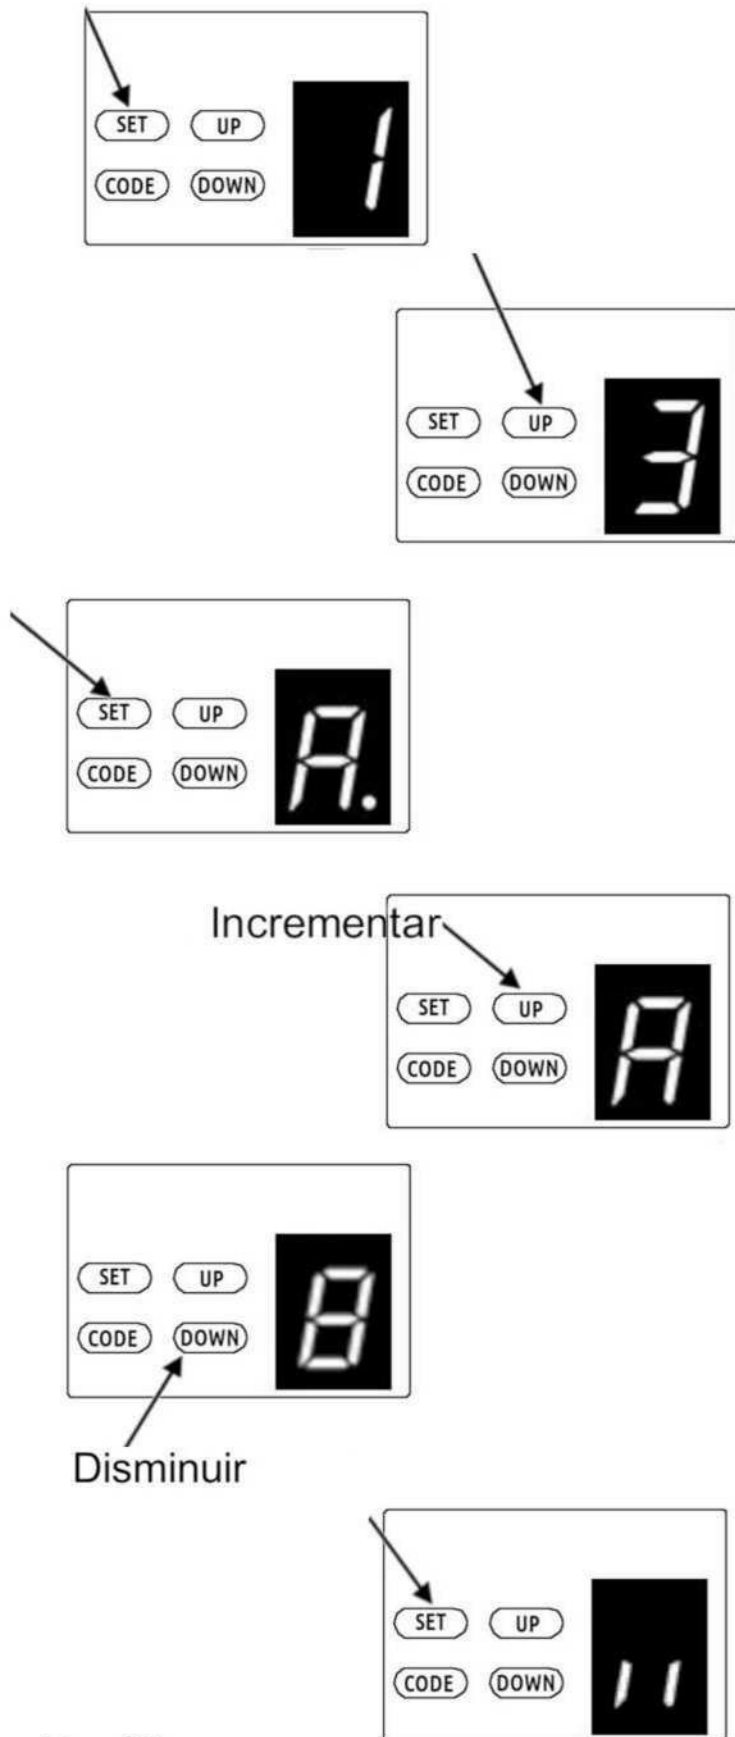 SET UP
CODE DOWN
1
SET UP
CODE DOWN
3
SET UP
CODE DOWN
A.
Incrementar
SET UP
CODE DOWN
A
SET UP
CODE DOWN
8
Disminuir
SET UP
CODE DOWN